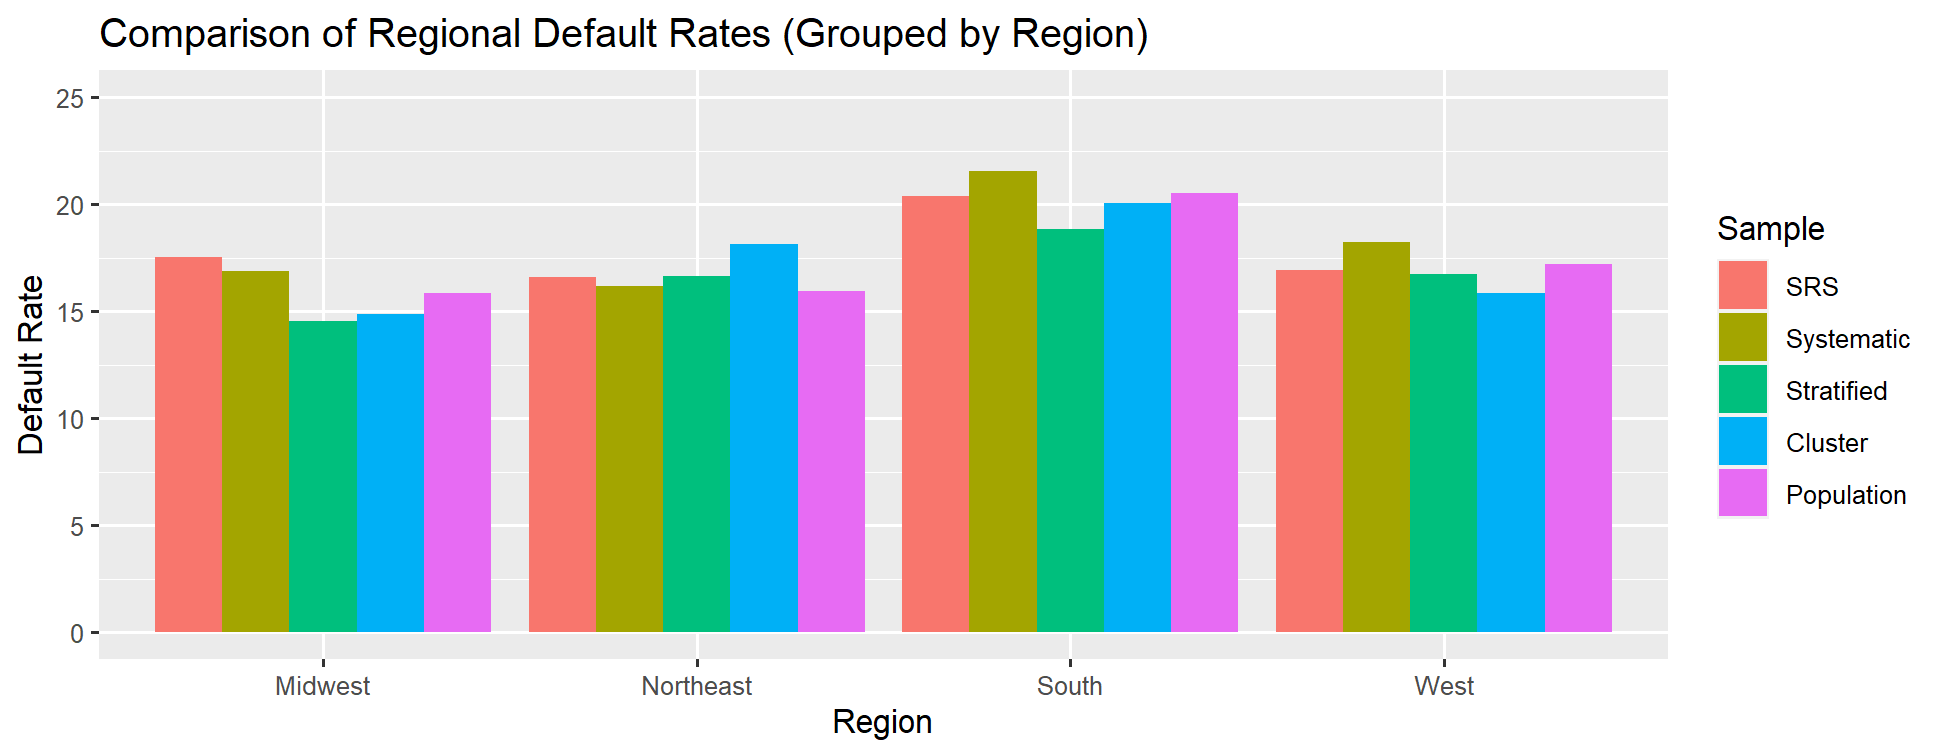 Comparison of Regional Default Rates (Grouped by Region)
Default Rate
25
20
15
10
5
0
Midwest
Northeast
South
West
Region
Sample
SRS
Systematic
Stratified
Cluster
Population